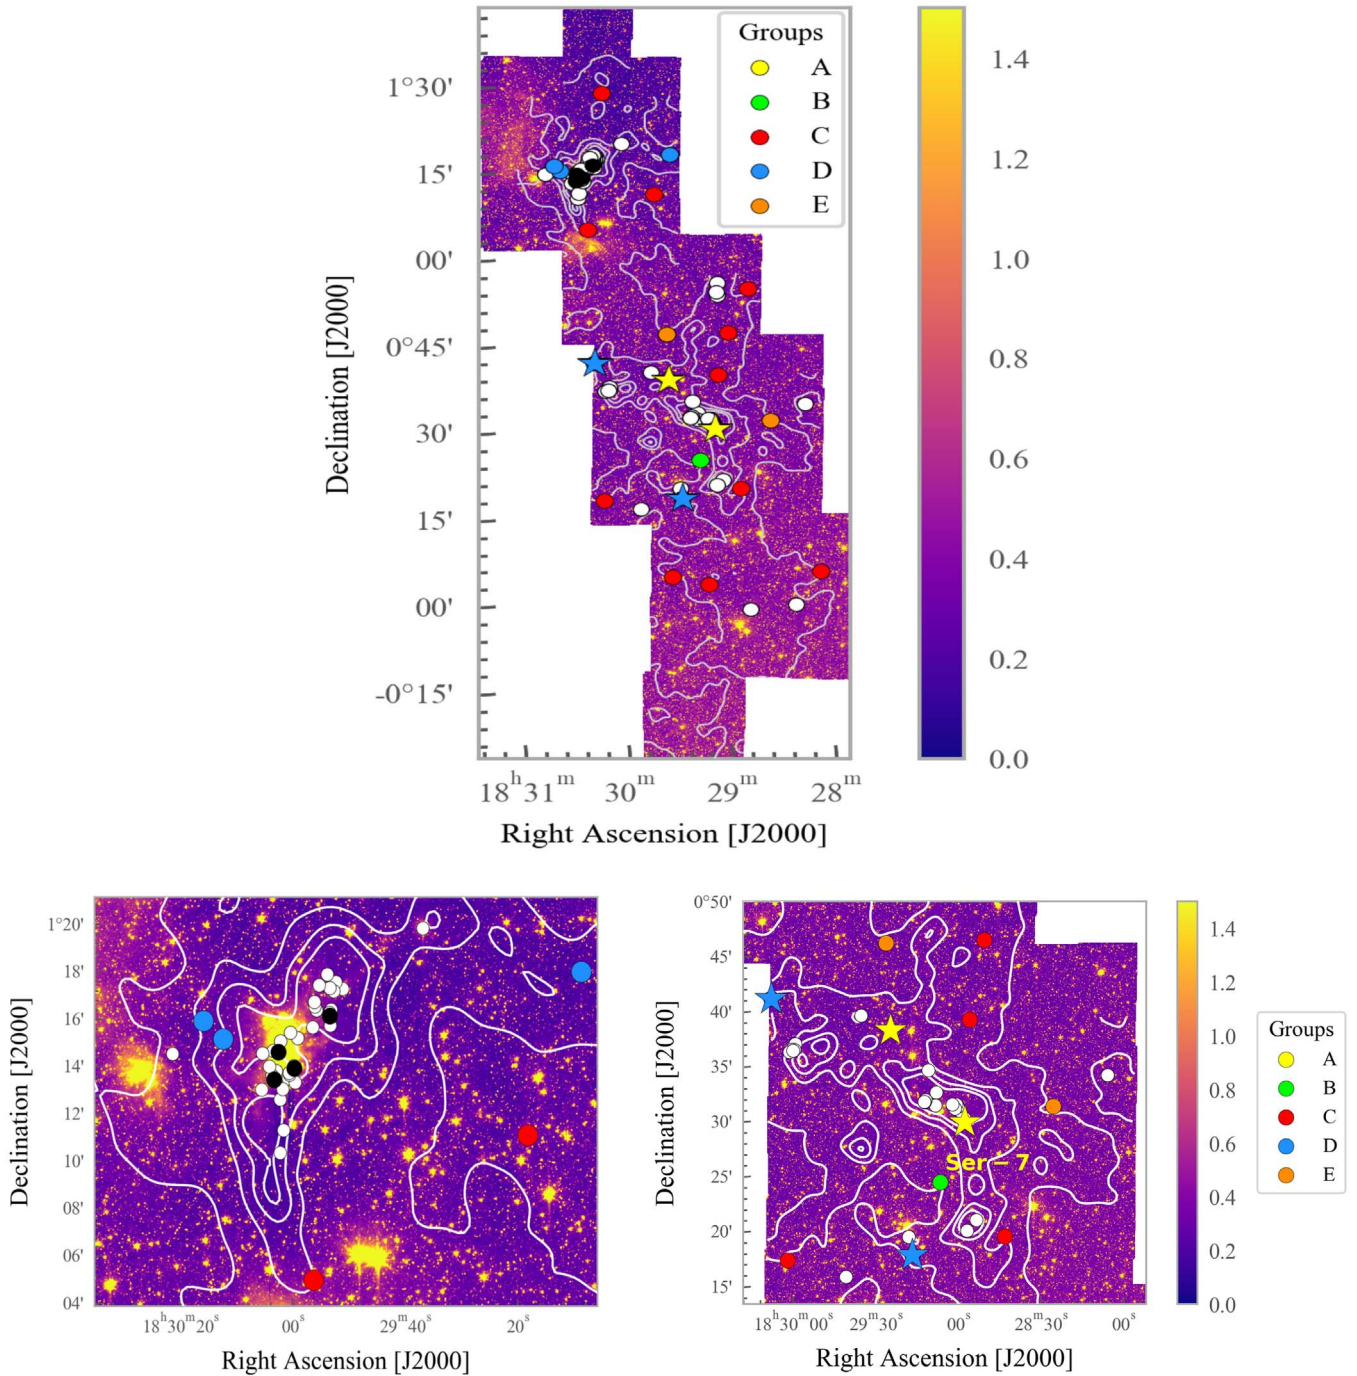 Groups
A
B
C
D
E
1°30'
15'
00'
0°45'
30'
15'
00'
-0°15'
Declination [J2000]
18ʰ31ᵐ 30ᵐ 29ᵐ 28ᵐ
Right Ascension [J2000]
1.4
1.2
1.0
0.8
0.6
0.4
0.2
0.0
1°20'
18'
16'
14'
12'
10'
08'
06'
04'
Declination [J2000]
18ʰ30ᵐ20ˢ 00ˢ 29ᵐ40ˢ 20ˢ
Right Ascension [J2000]
0°50'
45'
40'
35'
30'
25'
20'
15'
Declination [J2000]
Ser – 7
18ʰ30ᵐ00ˢ 29ᵐ30ˢ 00ˢ 28ᵐ30ˢ 00ˢ
Right Ascension [J2000]
1.4
1.2
1.0
0.8
0.6
0.4
0.2
0.0
Groups
A
B
C
D
E